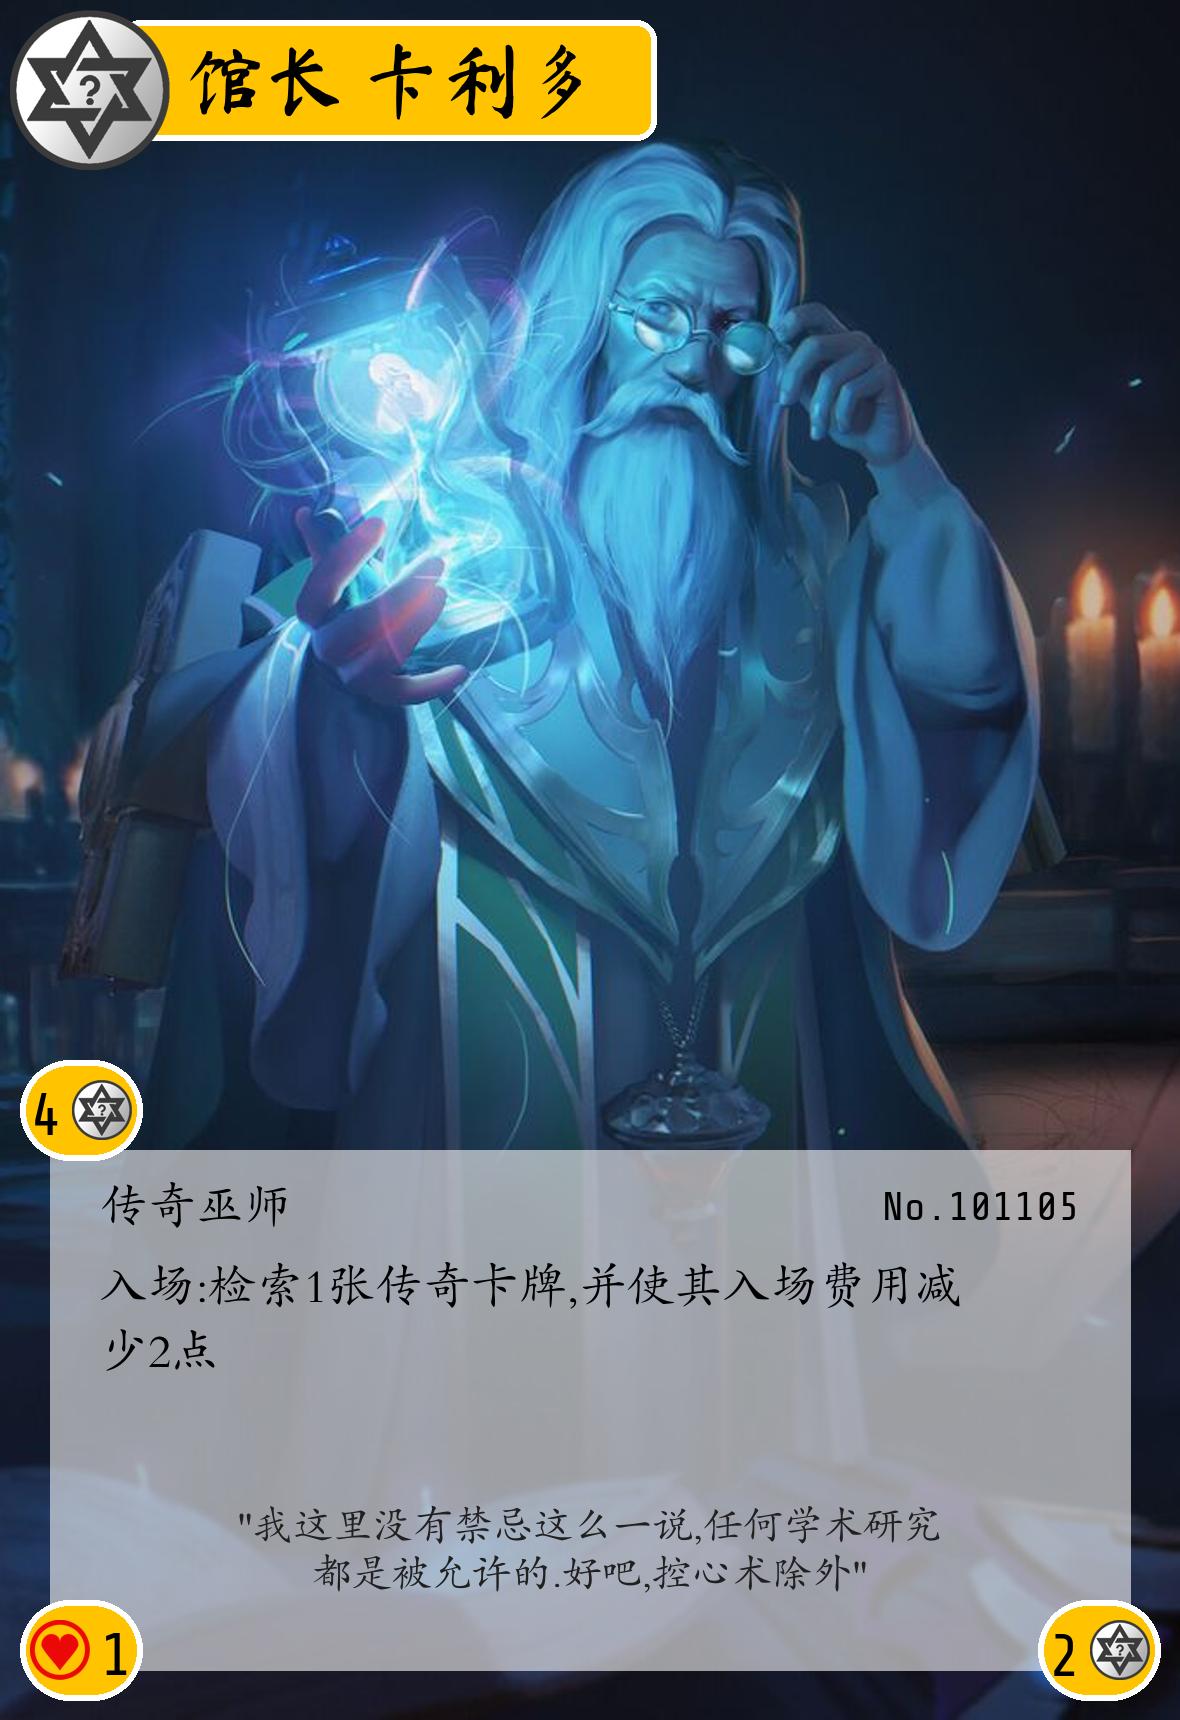 ?
馆长 卡利多
4 ?
传奇巫师
No.101105
入场:检索1张传奇卡牌,并使其入场费用减
少2点
"我这里没有禁忌这么一说,任何学术研究
都是被允许的.好吧,控心术除外"
1
2 ?